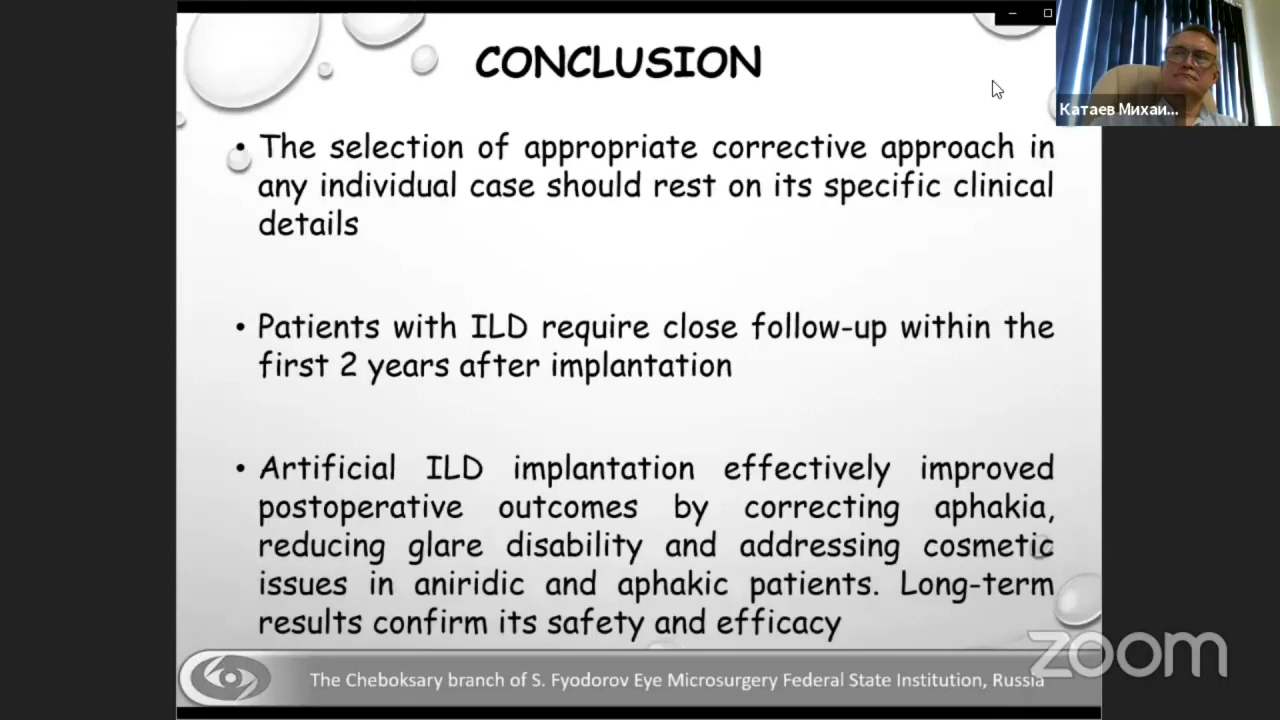 CONCLUSION
Катаев Михаи...
• The selection of appropriate corrective approach in
any individual case should rest on its specific clinical
details
• Patients with ILD require close follow-up within the
first 2 years after implantation
• Artificial ILD implantation effectively improved
postoperative outcomes by correcting aphakia,
reducing glare disability and addressing cosmetic
issues in aniridic and aphakic patients. Long-term
results confirm its safety and efficacy
zoom
The Cheboksary branch of S. Fyodorov Eye Microsurgery Federal State Institution, Russia